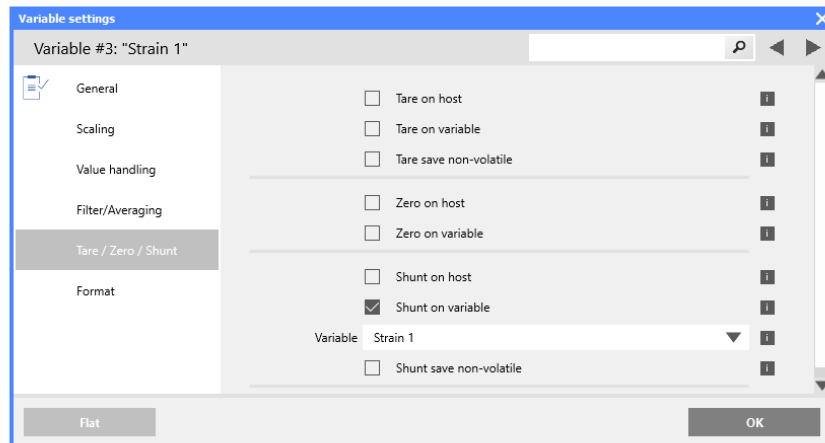 Variable settings
Variable #3: "Strain 1"
General
Scaling
Value handling
Filter/Averaging
Tare / Zero / Shunt
Format
Tare on host
Tare on variable
Tare save non-volatile
Zero on host
Zero on variable
Shunt on host
Shunt on variable
Variable Strain 1
Shunt save non-volatile
Flat
OK